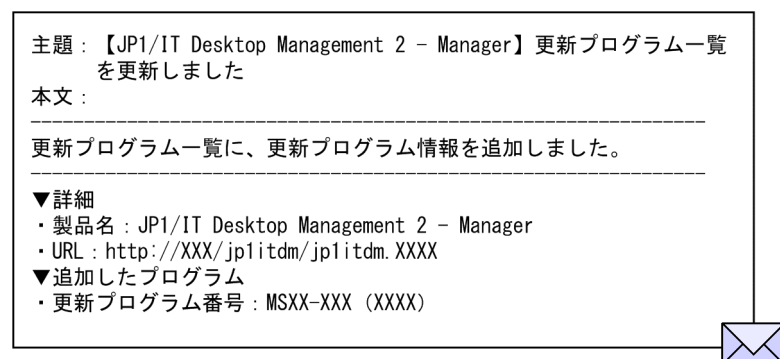 主題：【JP1/IT Desktop Management 2 − Manager】更新プログラム一覧
を更新しました
本文：
------------------------------------------------------------
更新プログラム一覧に、更新プログラム情報を追加しました。
------------------------------------------------------------
▼詳細
・製品名：JP1/IT Desktop Management 2 − Manager
・URL：http://XXX/jp1itdm/jp1itdm.XXXX
▼追加したプログラム
・更新プログラム番号：MSXX-XXX（XXXX）